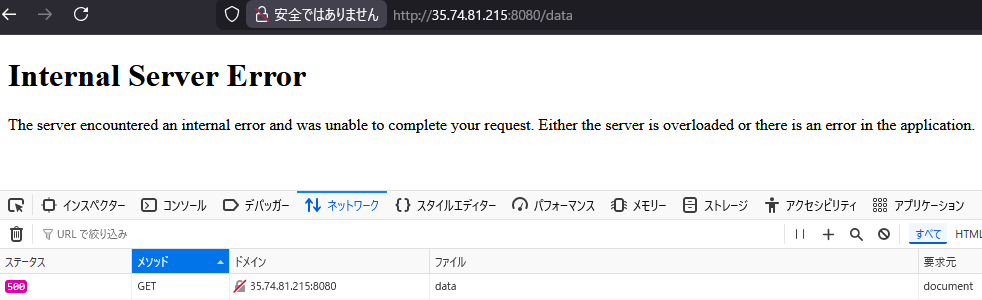 安全ではありません http://35.74.81.215:8080/data
Internal Server Error
The server encountered an internal error and was unable to complete your request. Either the server is overloaded or there is an error in the application.
インスペクター コンソール デバッガー ネットワーク スタイルエディター パフォーマンス メモリー ストレージ アクセシビリティ アプリケーション
URL で絞り込み すべて HTML
ステータス メソッド ドメイン ファイル 要求元
500 GET 35.74.81.215:8080 data document